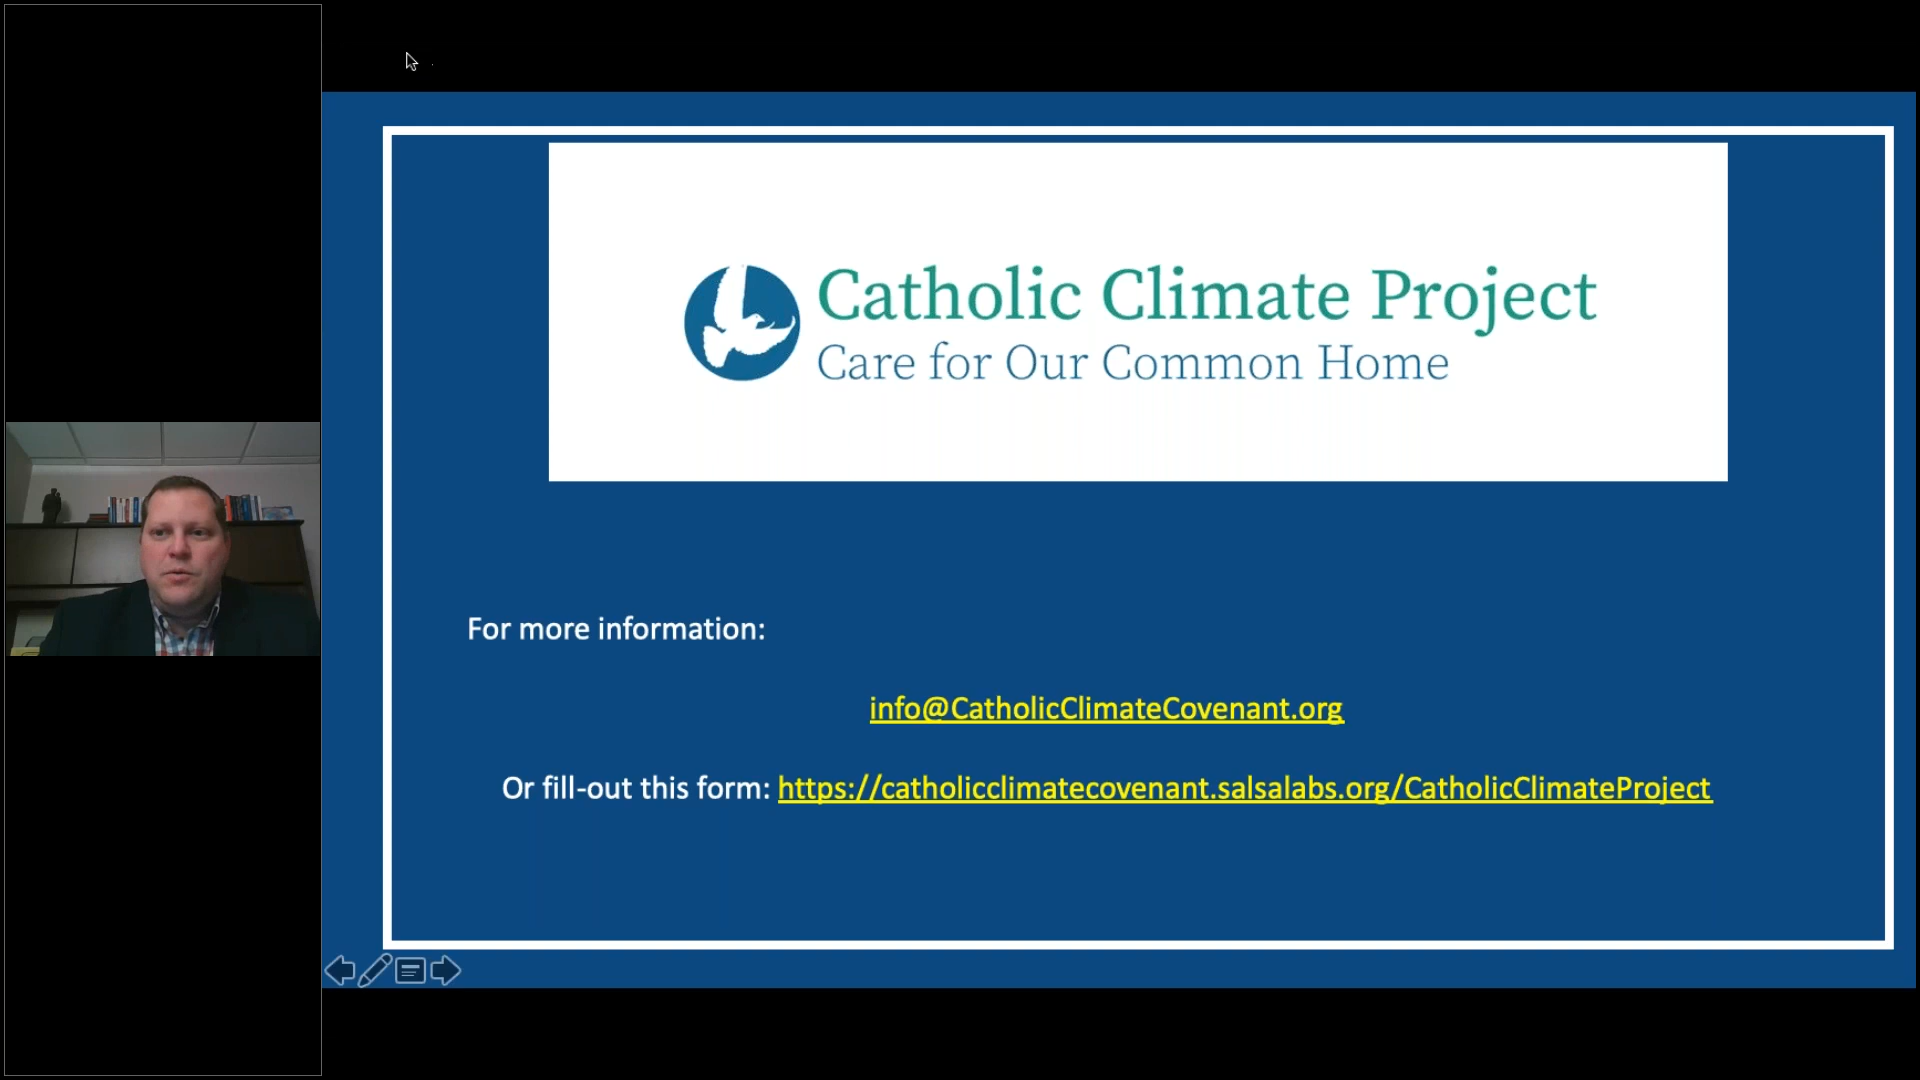 Catholic Climate Project
Care for Our Common Home
For more information:
info@CatholicClimateCovenant.org
Or fill-out this form: https://catholicclimatecovenant.salsalabs.org/CatholicClimateProject